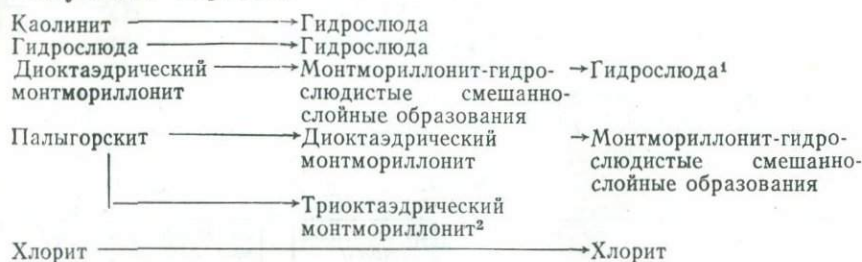 Каолинит → Гидрослюда
Гидрослюда → Гидрослюда
Диоктаэдрический → Монтмориллонит-гидро- → Гидрослюда¹
монтмориллонит слюдистые смешанно-
слойные образования
Палыгорскит → Диоктаэдрический → Монтмориллонит-гидро-
монтмориллонит слюдистые смешанно-
слойные образования
→ Триоктаэдрический
монтмориллонит²
Хлорит → Хлорит